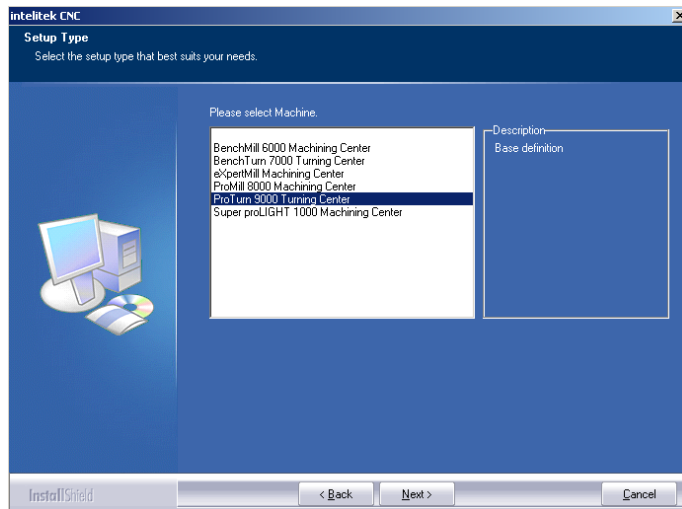 intelitek CNC
Setup Type
Select the setup type that best suits your needs.
Please select Machine.
BenchMill 6000 Machining Center
BenchTurn 7000 Turning Center
eXpertMill Machining Center
ProMill 8000 Machining Center
ProTurn 9000 Turning Center
Super proLIGHT 1000 Machining Center
Description
Base definition
InstallShield
< Back
Next >
Cancel